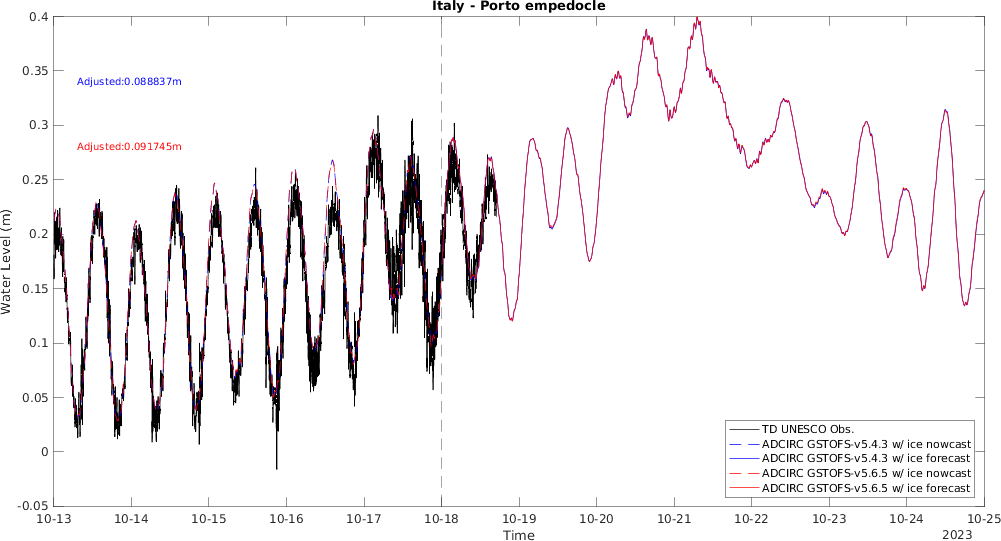 Italy - Porto empedocle
0.4
0.35
0.3
0.25
0.2
0.15
0.1
0.05
0
-0.05
Water Level (m)
Adjusted:0.088837m
Adjusted:0.091745m
TD UNESCO Obs.
ADCIRC GSTOFS-v5.4.3 w/ ice nowcast
ADCIRC GSTOFS-v5.4.3 w/ ice forecast
ADCIRC GSTOFS-v5.6.5 w/ ice nowcast
ADCIRC GSTOFS-v5.6.5 w/ ice forecast
10-13 10-14 10-15 10-16 10-17 10-18 10-19 10-20 10-21 10-22 10-23 10-24 10-25
Time
2023